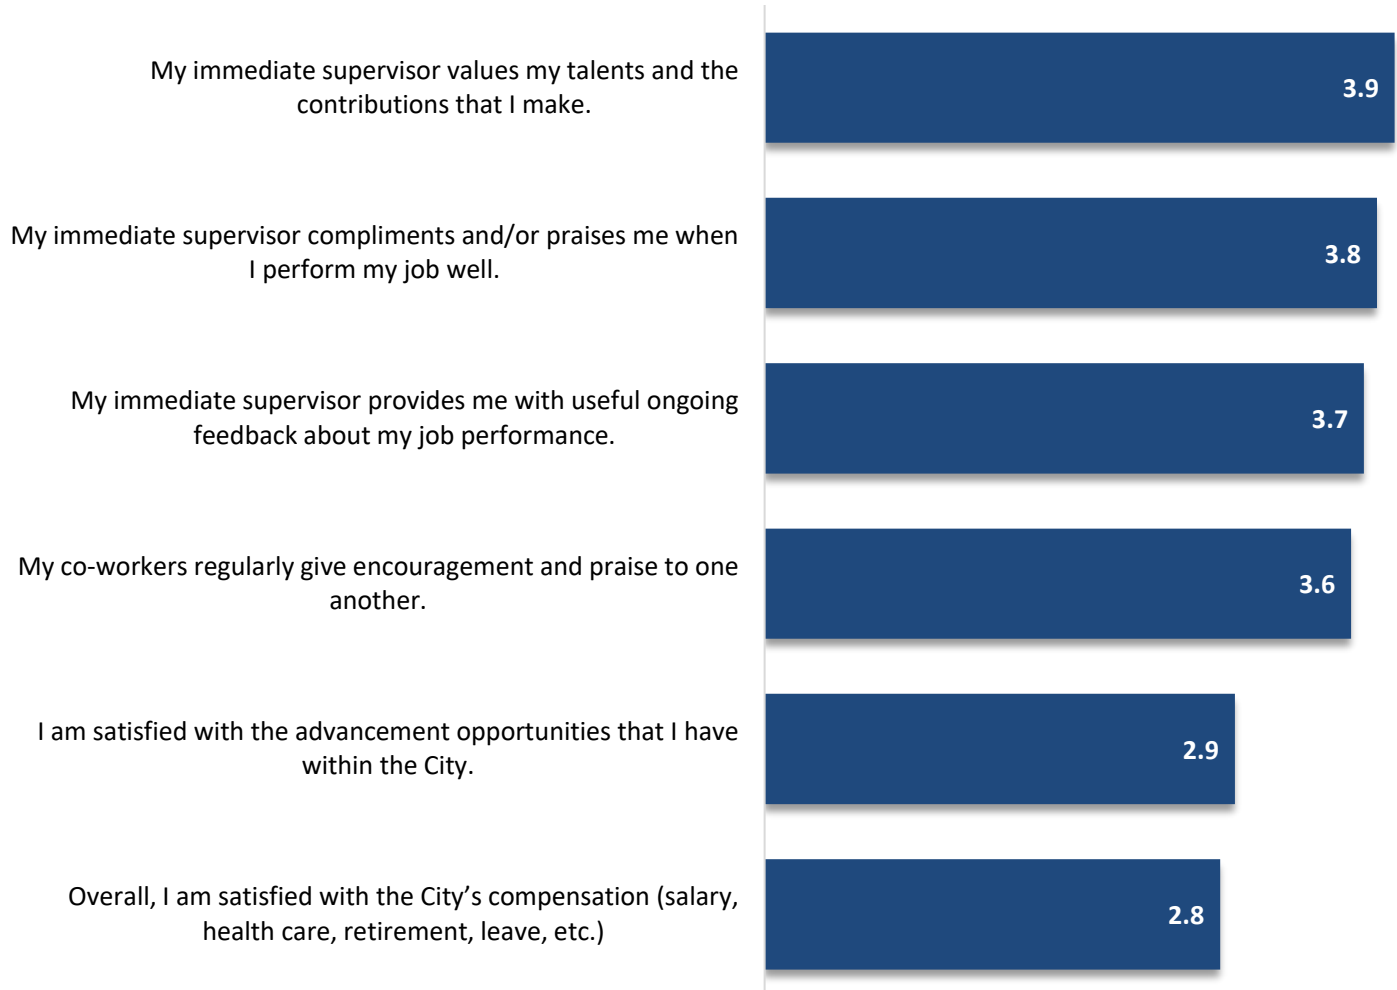 My immediate supervisor values my talents and the
contributions that I make.
3.9
My immediate supervisor compliments and/or praises me when
I perform my job well.
3.8
My immediate supervisor provides me with useful ongoing
feedback about my job performance.
3.7
My co-workers regularly give encouragement and praise to one
another.
3.6
I am satisfied with the advancement opportunities that I have
within the City.
2.9
Overall, I am satisfied with the City’s compensation (salary,
health care, retirement, leave, etc.)
2.8